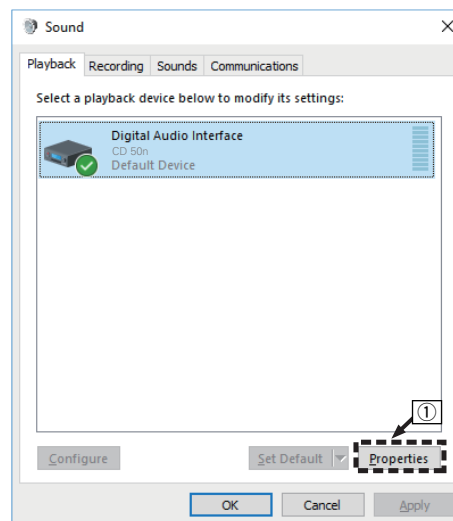 Sound
Playback Recording Sounds Communications
Select a playback device below to modify its settings:
Digital Audio Interface
CD 50n
Default Device
①
Configure Set Default Properties
OK Cancel Apply